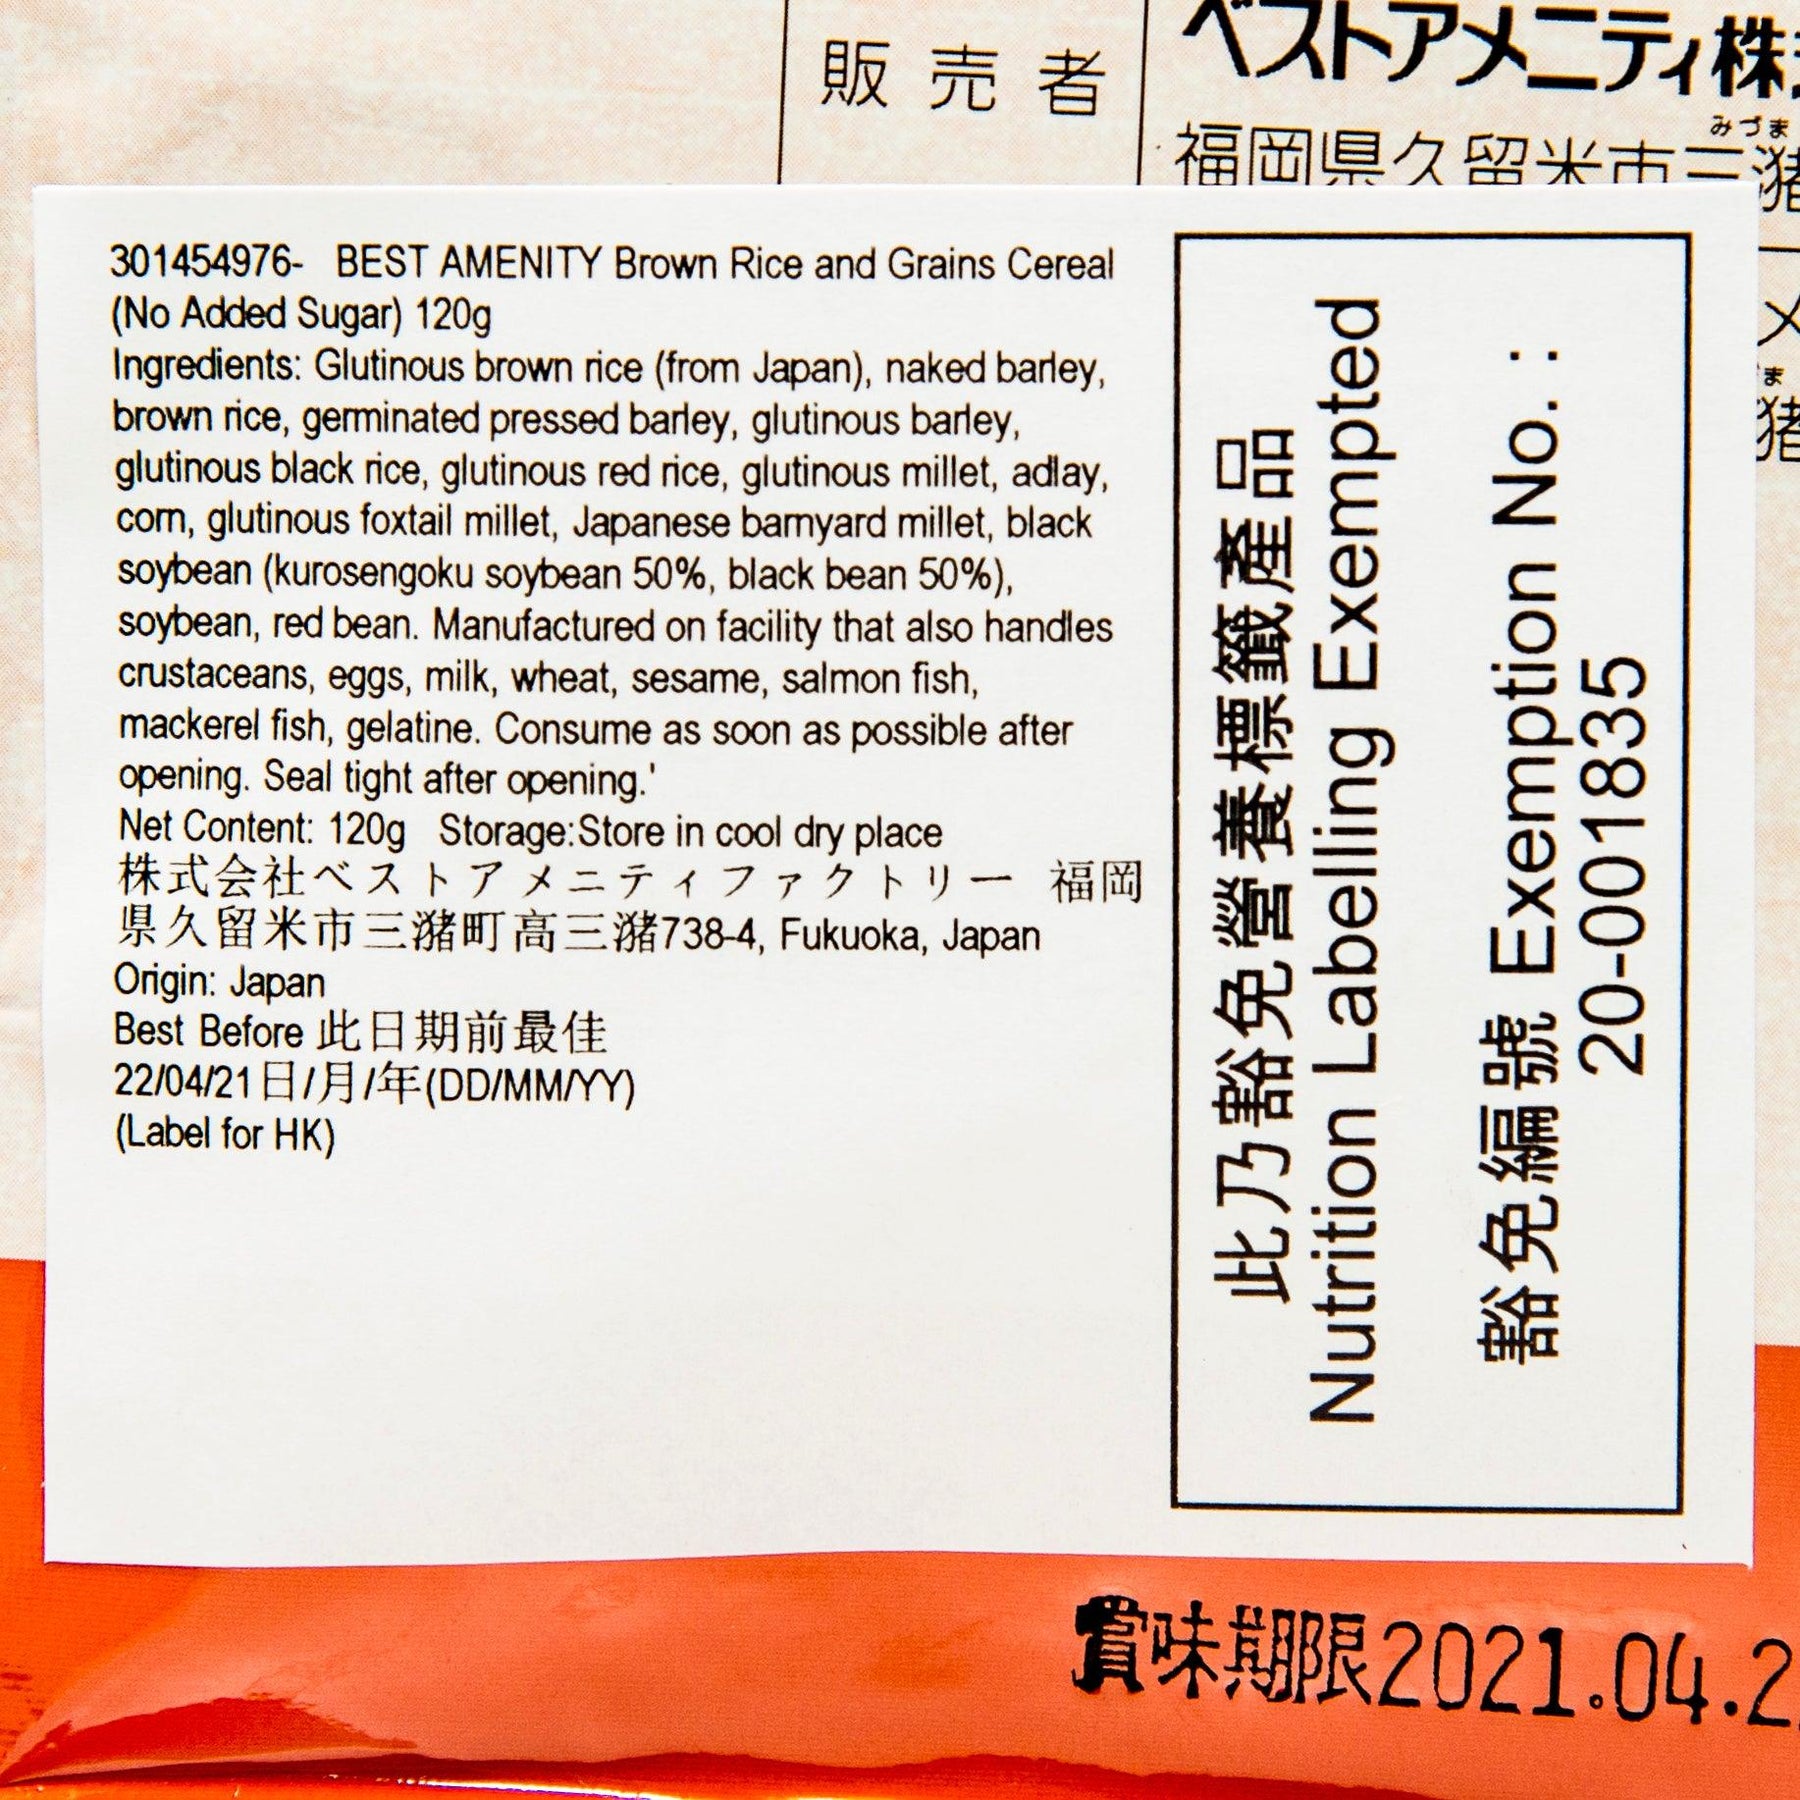 販売者
ベストアメニティ株
みづま
福岡県久留米市三潴
301454976- BEST AMENITY Brown Rice and Grains Cereal
(No Added Sugar) 120g
Ingredients: Glutinous brown rice (from Japan), naked barley,
brown rice, germinated pressed barley, glutinous barley,
glutinous black rice, glutinous red rice, glutinous millet, adlay,
corn, glutinous foxtail millet, Japanese barnyard millet, black
soybean (kurosengoku soybean 50%, black bean 50%),
soybean, red bean. Manufactured on facility that also handles
crustaceans, eggs, milk, wheat, sesame, salmon fish,
mackerel fish, gelatine. Consume as soon as possible after
opening. Seal tight after opening.'
Net Content: 120g Storage:Store in cool dry place
株式会社ベストアメニティファクトリー 福岡
県久留米市三潴町高三潴738-4, Fukuoka, Japan
Origin: Japan
Best Before 此日期前最佳
22/04/21日/月/年(DD/MM/YY)
(Label for HK)
此乃豁免營養標籤產品
Nutrition Labelling Exempted
豁免編號 Exemption No. :
20-001835
メ
ま
潴
賞味期限2021.04.2